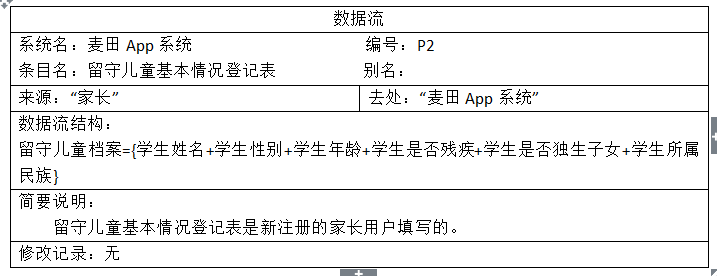 数据流
系统名：麦田 App 系统 编号：P2
条目名：留守儿童基本情况登记表 别名：
来源：“家长” 去处：“麦田 App 系统”
数据流结构：
留守儿童档案={学生姓名+学生性别+学生年龄+学生是否残疾+学生是否独生子女+学生所属
民族}
简要说明：
留守儿童基本情况登记表是新注册的家长用户填写的。
修改记录：无